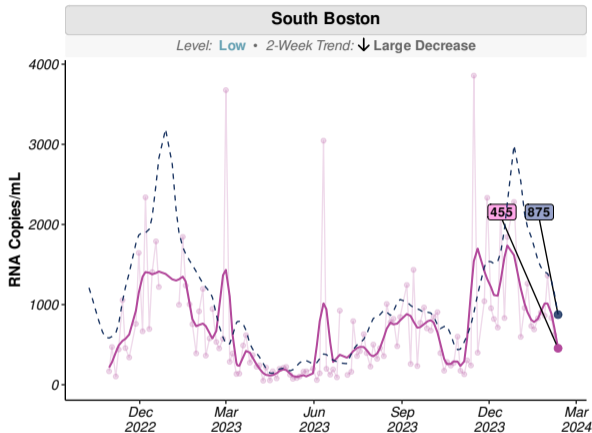 South Boston
Level: Low • 2-Week Trend: ↓ Large Decrease
RNA Copies/mL
4000
3000
2000
1000
0
455
875
Dec
2022
Mar
2023
Jun
2023
Sep
2023
Dec
2023
Mar
2024